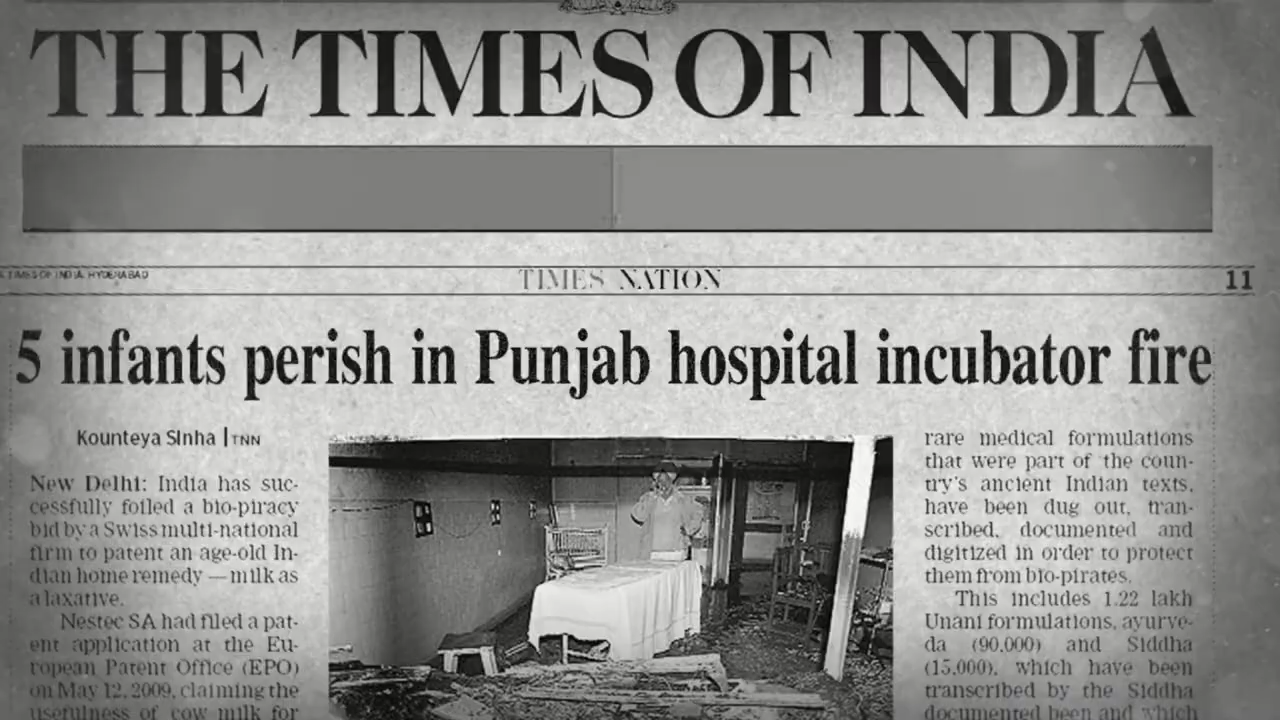 THE TIMES OF INDIA
THE TIMES OF INDIA, HYDERABAD
TIMES NATION
11
5 infants perish in Punjab hospital incubator fire
Kounteya Sinha | TNN
New Delhi: India has suc-
cessfully foiled a bio-piracy
bid by a Swiss multi-national
firm to patent an age-old In-
dian home remedy — milk as
a laxative.
Nestec SA had filed a pat-
ent application at the Eu-
ropean Patent Office (EPO)
on May 12, 2009, claiming the
usefulness of cow milk for
rare medical formulations
that were part of the coun-
try's ancient Indian texts,
have been dug out, tran-
scribed, documented and
digitized in order to protect
them from bio-pirates.
This includes 1.22 lakh
Unani formulations, ayurve-
da (90,000) and Siddha
(15,000), which have been
transcribed by the Siddha
documented been and which